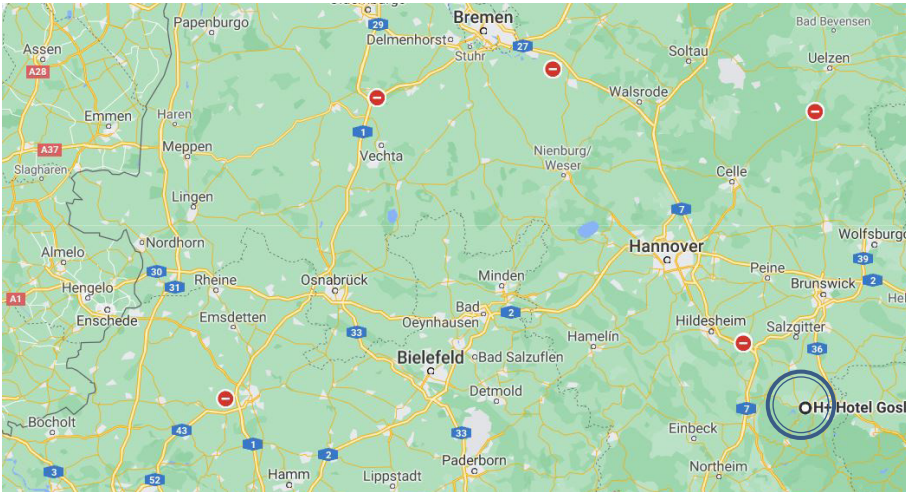 Papenburgo
29
Bremen
Delmenhorst
Stuhr
27
Bad Bevensen
Assen
A28
Soltau
Uelzen
Walsrode
Emmen
Haren
A37
Meppen
1
Vechta
Nienburg/
Weser
Slagharen
Celle
Lingen
7
Nordhorn
Hannover
Wolfsburg
Almelo
39
Peine
30
Rheine
Osnabrück
Minden
2
Hengelo
31
Brunswick
A1
Bad
Oeynhausen
2
Enschede
Emsdetten
33
Hildesheim
Salzgitter
Hameln
36
Bielefeld
Bad Salzuflen
Detmold
7
H+ Hotel Gosl
Bocholt
43
Einbeck
33
1
2
Paderborn
Northeim
3
52
Hamm
Lippstadt